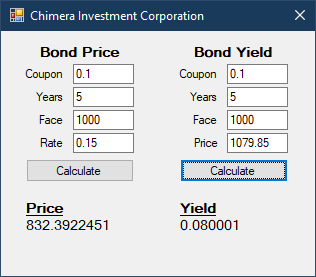 Chimera Investment Corporation
Bond Price
Coupon 0.1
Years 5
Face 1000
Rate 0.15
Calculate
Price
832.3922451
Bond Yield
Coupon 0.1
Years 5
Face 1000
Price 1079.85
Calculate
Yield
0.080001